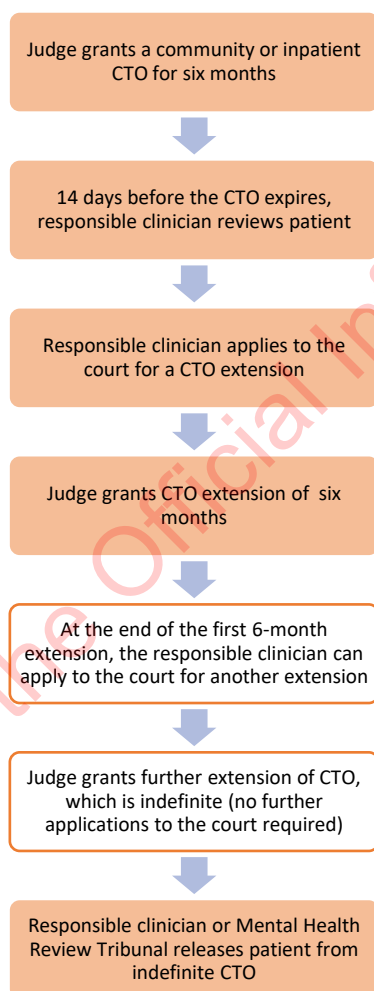 Judge grants a community or inpatient
CTO for six months
14 days before the CTO expires,
responsible clinician reviews patient
Responsible clinician applies to the
court for a CTO extension
Judge grants CTO extension of six
months
At the end of the first 6-month
extension, the responsible clinician can
apply to the court for another extension
Judge grants further extension of CTO,
which is indefinite (no further
applications to the court required)
Responsible clinician or Mental Health
Review Tribunal releases patient from
indefinite CTO
the Official